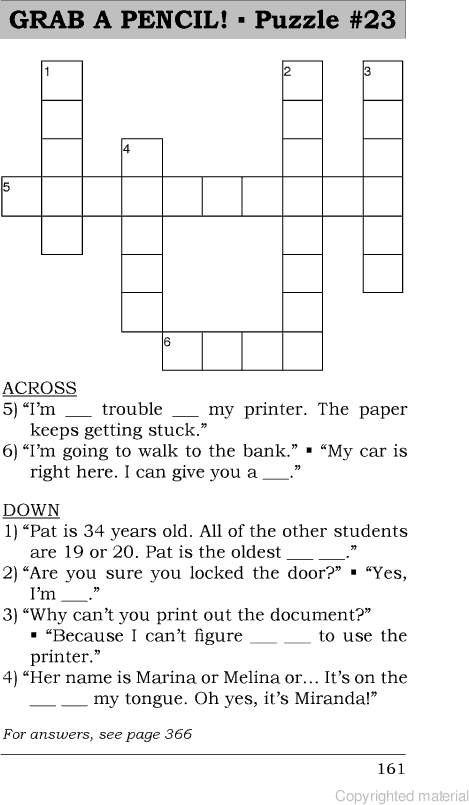 GRAB A PENCIL! ▪ Puzzle #23
1
2
3
4
5
6
ACROSS
5) “I’m ___ trouble ___ my printer. The paper
keeps getting stuck.”
6) “I’m going to walk to the bank.” ▪ “My car is
right here. I can give you a ___.”
DOWN
1) “Pat is 34 years old. All of the other students
are 19 or 20. Pat is the oldest ___ ___.”
2) “Are you sure you locked the door?” ▪ “Yes,
I’m ___.”
3) “Why can’t you print out the document?”
▪ “Because I can’t figure ___ ___ to use the
printer.”
4) “Her name is Marina or Melina or… It’s on the
___ ___ my tongue. Oh yes, it’s Miranda!”
For answers, see page 366
161
Copyrighted material